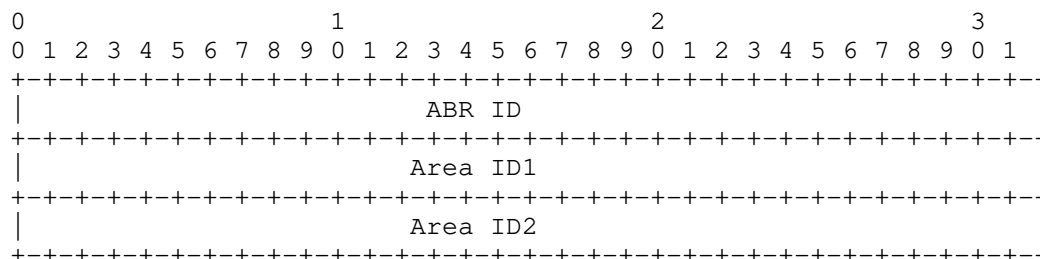 0                   1                   2                   3
0 1 2 3 4 5 6 7 8 9 0 1 2 3 4 5 6 7 8 9 0 1 2 3 4 5 6 7 8 9 0 1
+-+-+-+-+-+-+-+-+-+-+-+-+-+-+-+-+-+-+-+-+-+-+-+-+-+-+-+-+-+-+-+--
|                         ABR ID
+-+-+-+-+-+-+-+-+-+-+-+-+-+-+-+-+-+-+-+-+-+-+-+-+-+-+-+-+-+-+-+--
|                        Area ID1
+-+-+-+-+-+-+-+-+-+-+-+-+-+-+-+-+-+-+-+-+-+-+-+-+-+-+-+-+-+-+-+--
|                        Area ID2
+-+-+-+-+-+-+-+-+-+-+-+-+-+-+-+-+-+-+-+-+-+-+-+-+-+-+-+-+-+-+-+--